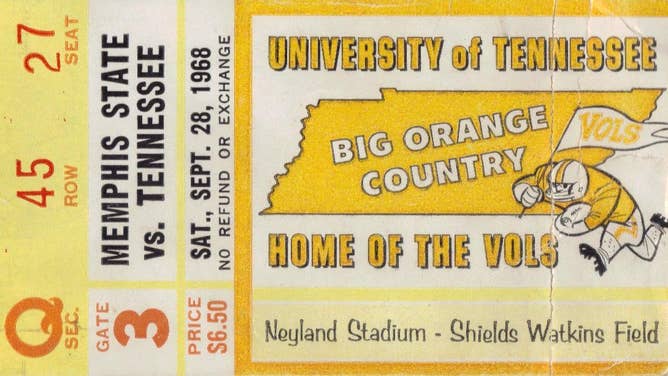 27
SEAT
45
ROW
Q
SEC.
MEMPHIS STATE
vs. TENNESSEE
GATE
3
SAT., SEPT. 28, 1968
NO REFUND OR EXCHANGE
PRICE
$6.50
UNIVERSITY of TENNESSEE
BIG ORANGE
COUNTRY
VOLS
HOME OF THE VOLS
Neyland Stadium - Shields Watkins Field